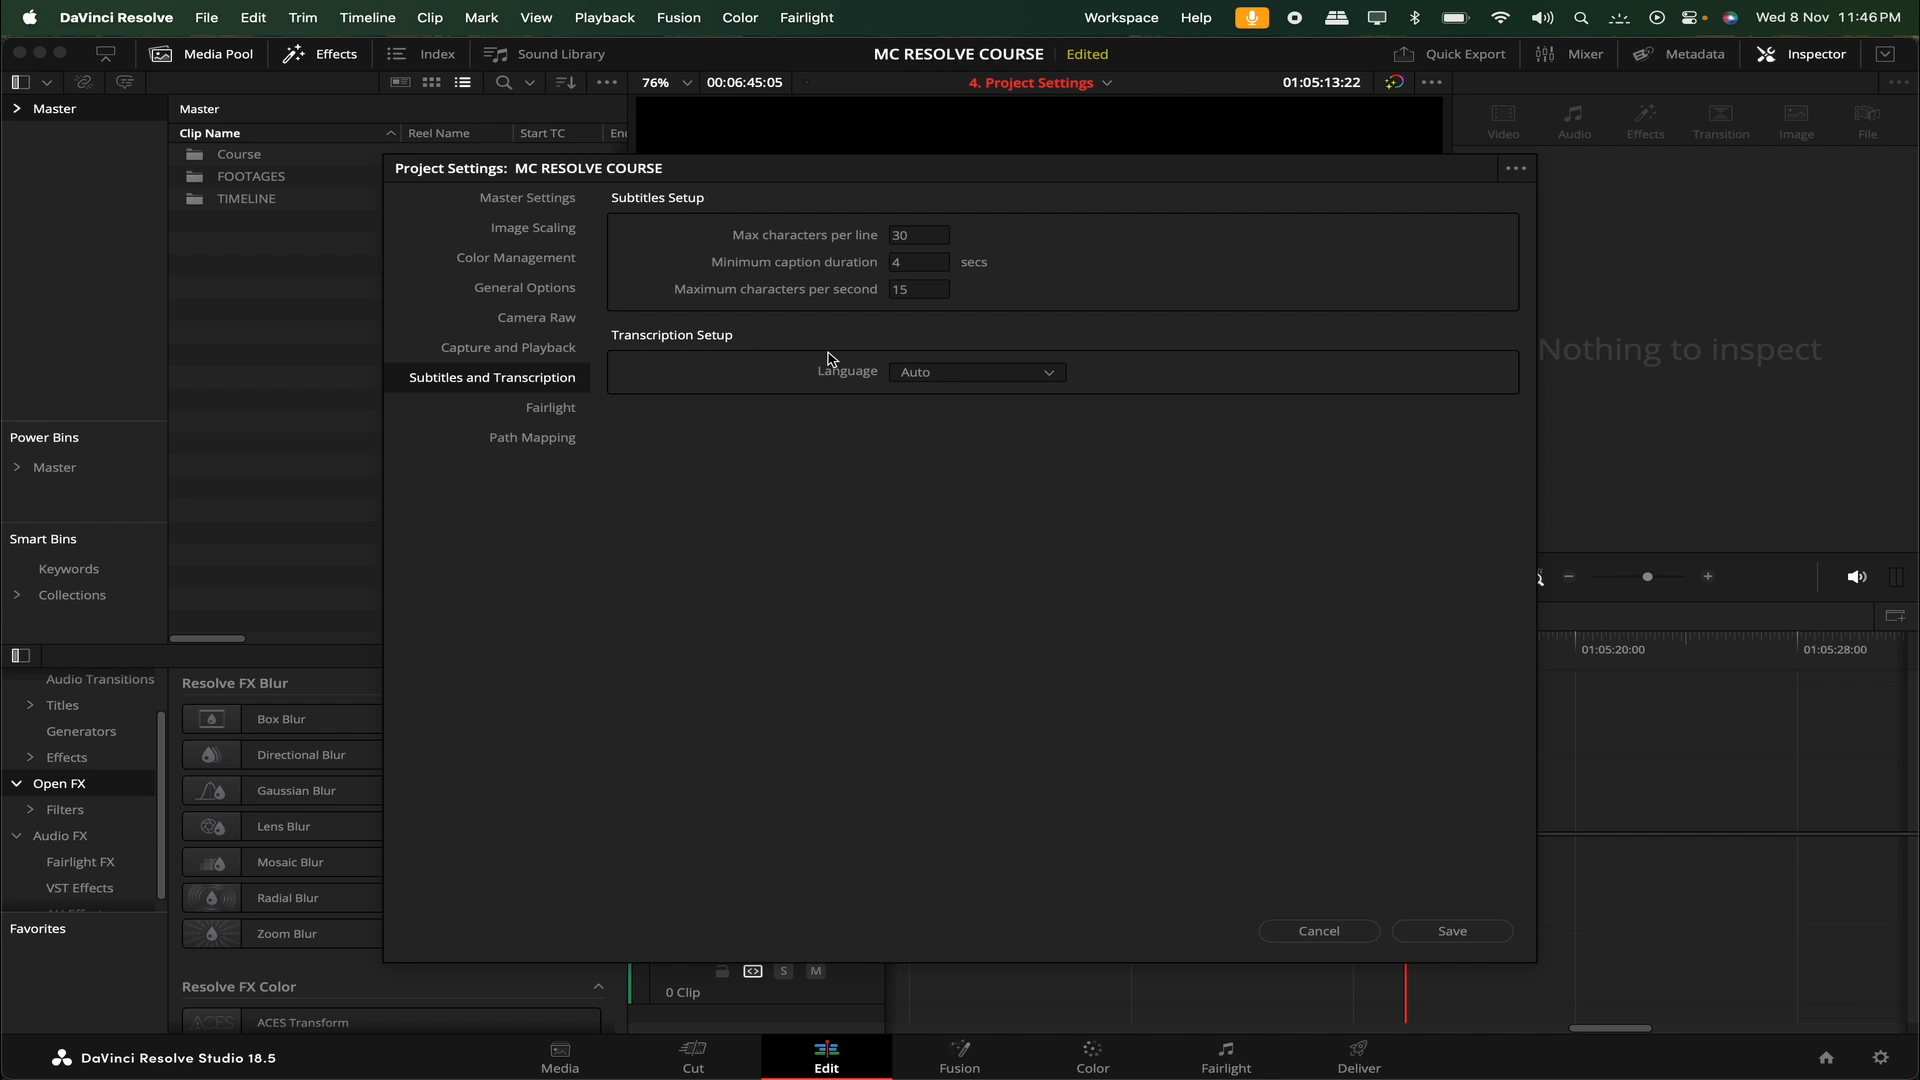 DaVinci Resolve File Edit Trim Timeline Clip Mark View Playback Fusion Color Fairlight Workspace Help Wed 8 Nov 11:46 PM
Media Pool Effects Index Sound Library MC RESOLVE COURSE Edited Quick Export Mixer Metadata Inspector
76% 00:06:45:05 4. Project Settings 01:05:13:22
Master Master
Clip Name Reel Name Start TC
Course
FOOTAGES
TIMELINE
Video Audio Effects Transition Image File
Project Settings: MC RESOLVE COURSE
Master Settings
Image Scaling
Color Management
General Options
Camera Raw
Capture and Playback
Subtitles and Transcription
Fairlight
Path Mapping
Subtitles Setup
Max characters per line 30
Minimum caption duration 4 secs
Maximum characters per second 15
Transcription Setup
Language Auto
Cancel Save
Nothing to inspect
Power Bins
Master
Smart Bins
Keywords
Collections
Audio Transitions
Titles
Generators
Effects
Open FX
Filters
Audio FX
Fairlight FX
VST Effects
Favorites
Resolve FX Blur
Box Blur
Directional Blur
Gaussian Blur
Lens Blur
Mosaic Blur
Radial Blur
Zoom Blur
Resolve FX Color
ACES ACES Transform
01:05:20:00 01:05:28:00
S M
0 Clip
DaVinci Resolve Studio 18.5
Media Cut Edit Fusion Color Fairlight Deliver